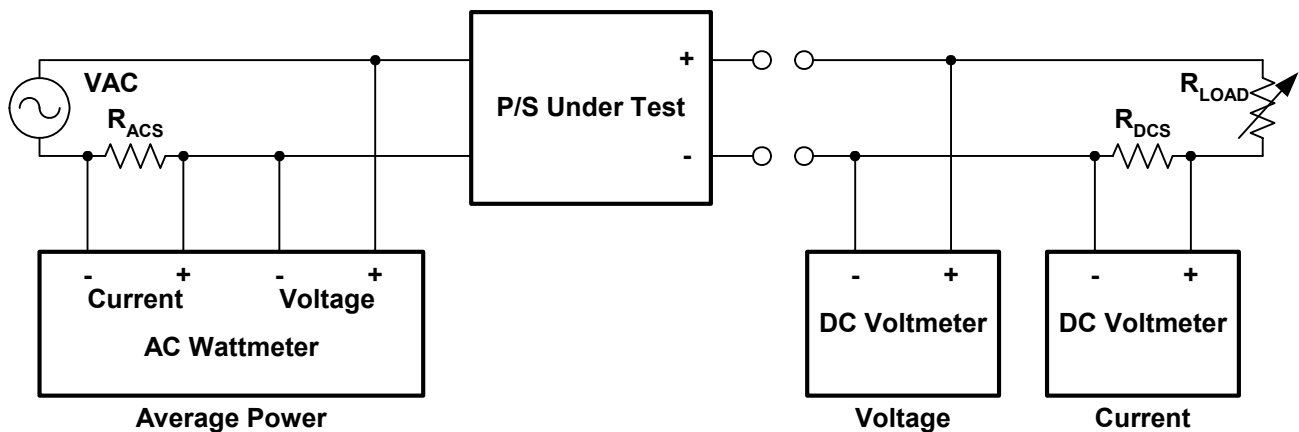 VAC
R_ACS
P/S Under Test
+
-
R_LOAD
R_DCS
- + - +
Current Voltage
AC Wattmeter
Average Power
- +
DC Voltmeter
Voltage
- +
DC Voltmeter
Current